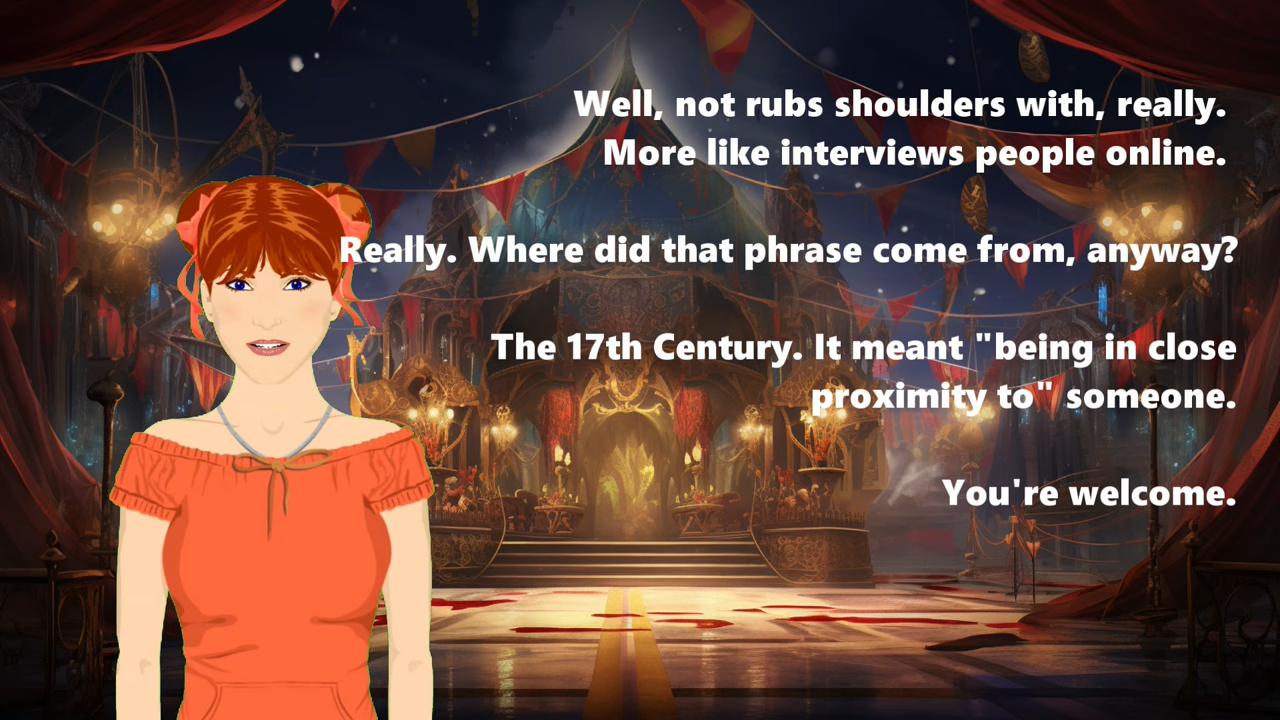 Well, not rubs shoulders with, really.
More like interviews people online.
Really. Where did that phrase come from, anyway?
The 17th Century. It meant "being in close
proximity to" someone.
You're welcome.